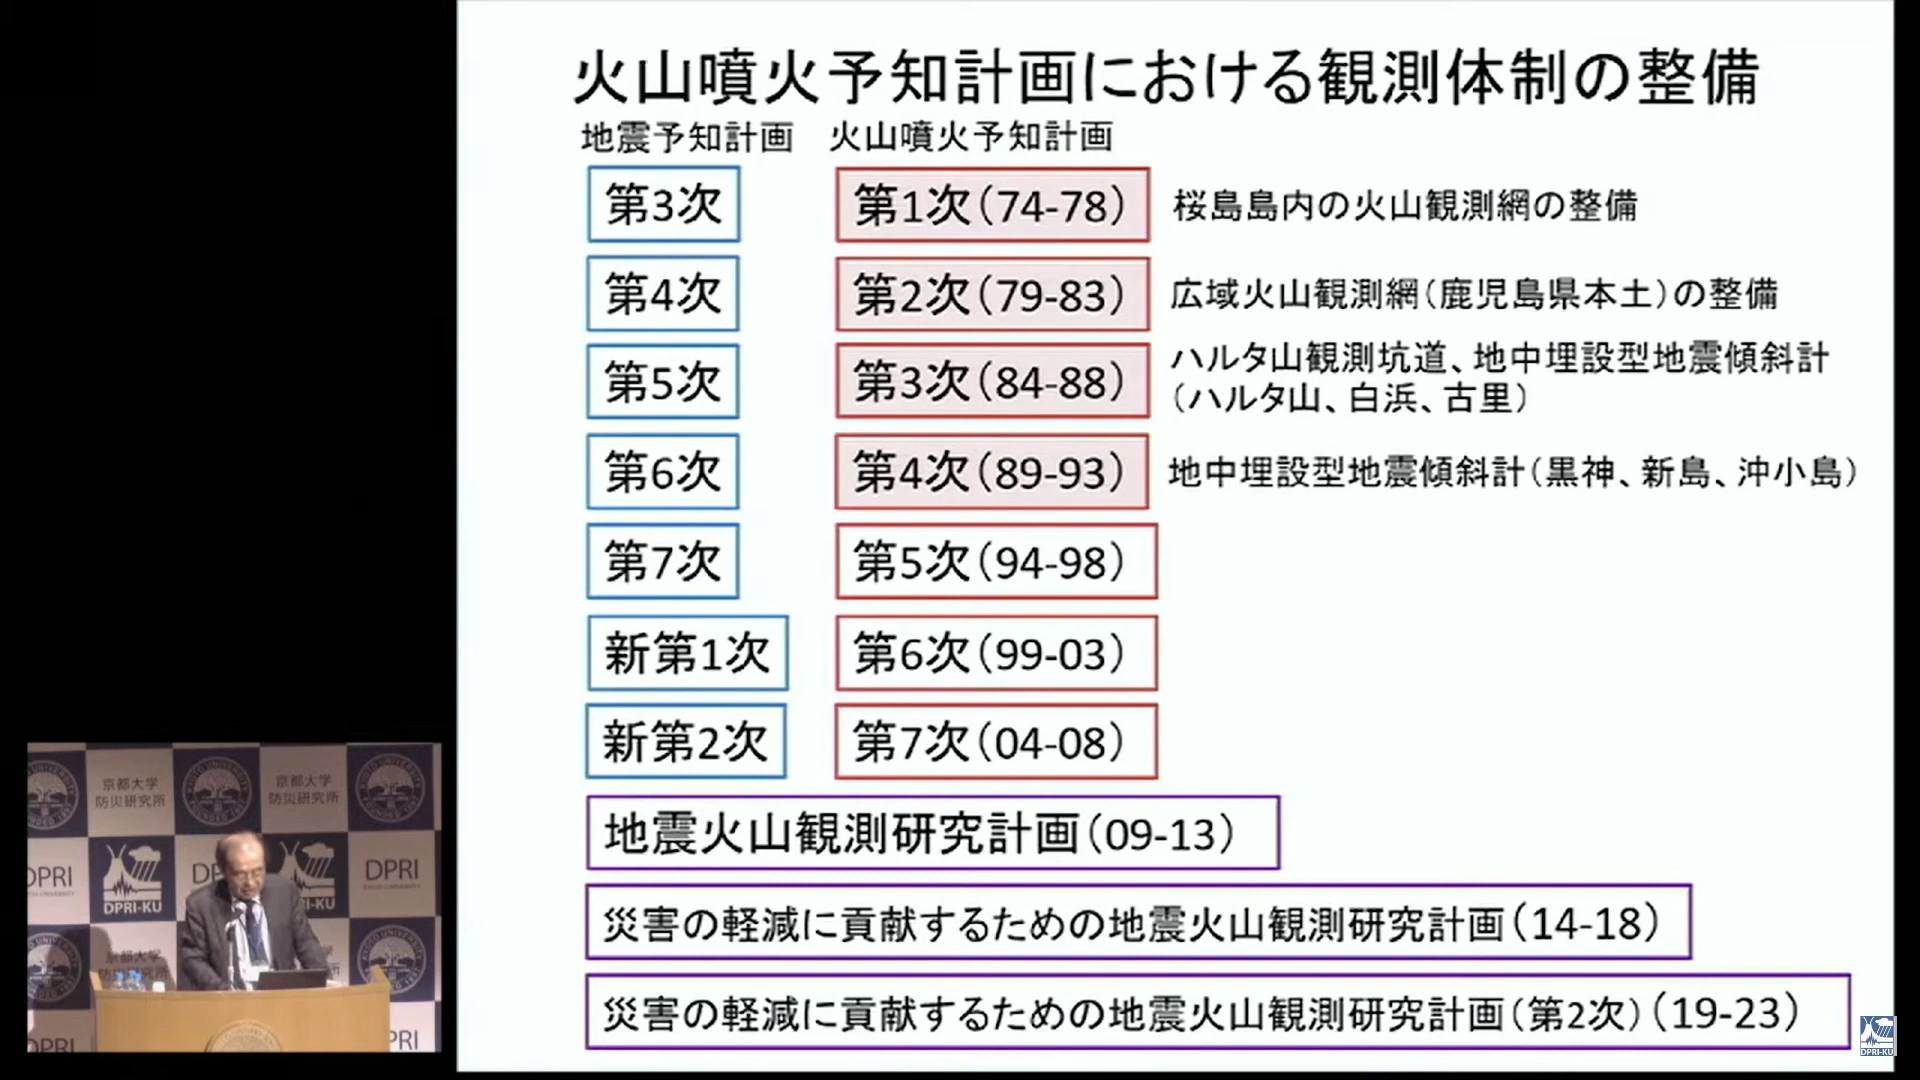 火山噴火予知計画における観測体制の整備
地震予知計画 火山噴火予知計画
第3次 第1次（74-78） 桜島島内の火山観測網の整備
第4次 第2次（79-83） 広域火山観測網（鹿児島県本土）の整備
第5次 第3次（84-88） ハルタ山観測坑道、地中埋設型地震傾斜計
（ハルタ山、白浜、古里）
第6次 第4次（89-93） 地中埋設型地震傾斜計（黒神、新島、沖小島）
第7次 第5次（94-98）
新第1次 第6次（99-03）
新第2次 第7次（04-08）
地震火山観測研究計画（09-13）
災害の軽減に貢献するための地震火山観測研究計画（14-18）
災害の軽減に貢献するための地震火山観測研究計画（第2次）（19-23）
京都大学 京都大学
防災研究所 防災研究所
DPRI DPRI
DPRI-KU
DPRI-KU